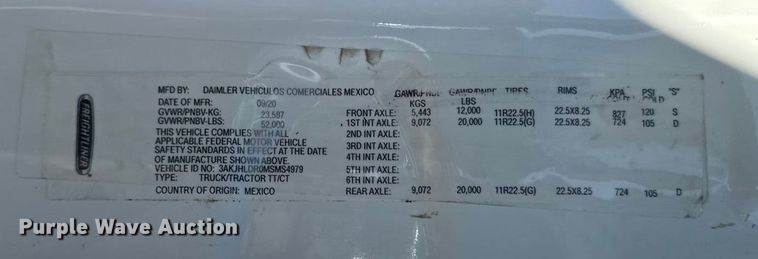 FREIGHTLINER
MFD BY: DAIMLER VEHICULOS COMERCIALES MEXICO
DATE OF MFR: 09/20
GVWR/PNBV-KG: 23,587
GVWR/PNBV-LBS: 52,000
THIS VEHICLE COMPLIES WITH ALL
APPLICABLE FEDERAL MOTOR VEHICLE
SAFETY STANDARDS IN EFFECT AT THE DATE
OF MANUFACTURE SHOWN ABOVE.
VEHICLE ID: 3AKJHLDR0MSMS4979
TYPE: TRUCK/TRACTOR TT/CT
COUNTRY OF ORIGIN: MEXICO
GAWR/PNBE GAWR/PNBE TIRES RIMS KPA PSI "S"
KGS LBS COLD
FRONT AXLE: 5,443 12,000 11R22.5(H) 22.5X8.25 827 120 S
1ST INT AXLE: 9,072 20,000 11R22.5(G) 22.5X8.25 724 105 D
2ND INT AXLE:
3RD INT AXLE:
4TH INT AXLE:
5TH INT AXLE:
6TH INT AXLE:
REAR AXLE: 9,072 20,000 11R22.5(G) 22.5X8.25 724 105 D
Purple Wave Auction